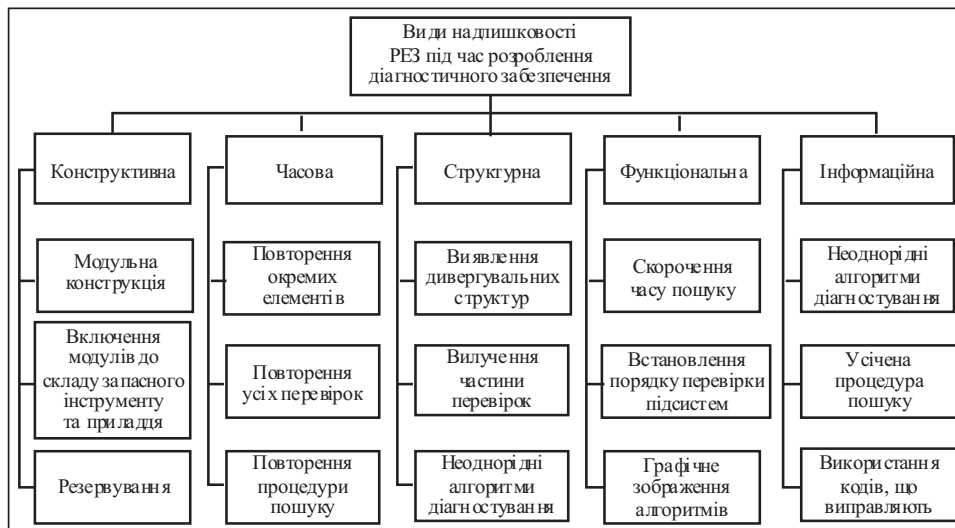 Види надлишковості
РЕЗ під час розроблення
діагностичного забезпечення
Конструктивна
Модульна
конструкція
Включення
модулів до
складу запасного
інструменту
та приладдя
Резервування
Часова
Повторення
окремих
елементів
Повторення
усіх перевірок
Повторення
процедури
пошуку
Структурна
Виявлення
дивергувальних
структур
Вилучення
частини
перевірок
Неоднорідні
алгоритми
діагностування
Функціональна
Скорочення
часу пошуку
Встановлення
порядку перевірки
підсистем
Графічне
зображення
алгоритмів
Інформаційна
Неоднорідні
алгоритми
діагностування
Усічена
процедура
пошуку
Використання
кодів, що
виправляють